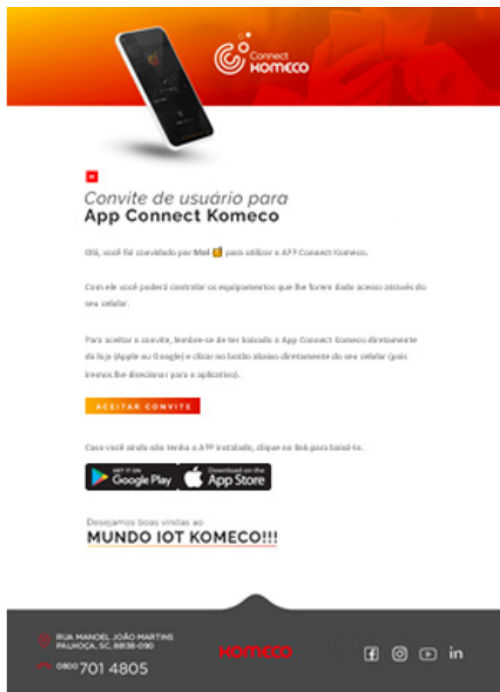 Connect
KOMECO
Convite de usuário para
App Connect Komeco
Olá, você foi convidado por Mel para utilizar o APP Connect Komeco.
Com ele você poderá controlar os equipamentos que lhe forem dado acesso através do
seu celular.
Para aceitar o convite, lembre-se de ter baixado o App Connect Komeco diretamente
da loja (Apple ou Google) e clicar no botão abaixo diretamente do seu celular (pois
iremos lhe direcionar para o aplicativo).
ACEITAR CONVITE
Caso você ainda não tenha o APP instalado, clique no link para baixá-lo.
GET IT ON
Google Play
Download on the
App Store
Desejamos boas vindas ao
MUNDO IOT KOMECO!!!
RUA MANOEL JOÃO MARTINS
PALHOÇA, SC, 88138-090
0800 701 4805
KOMECO